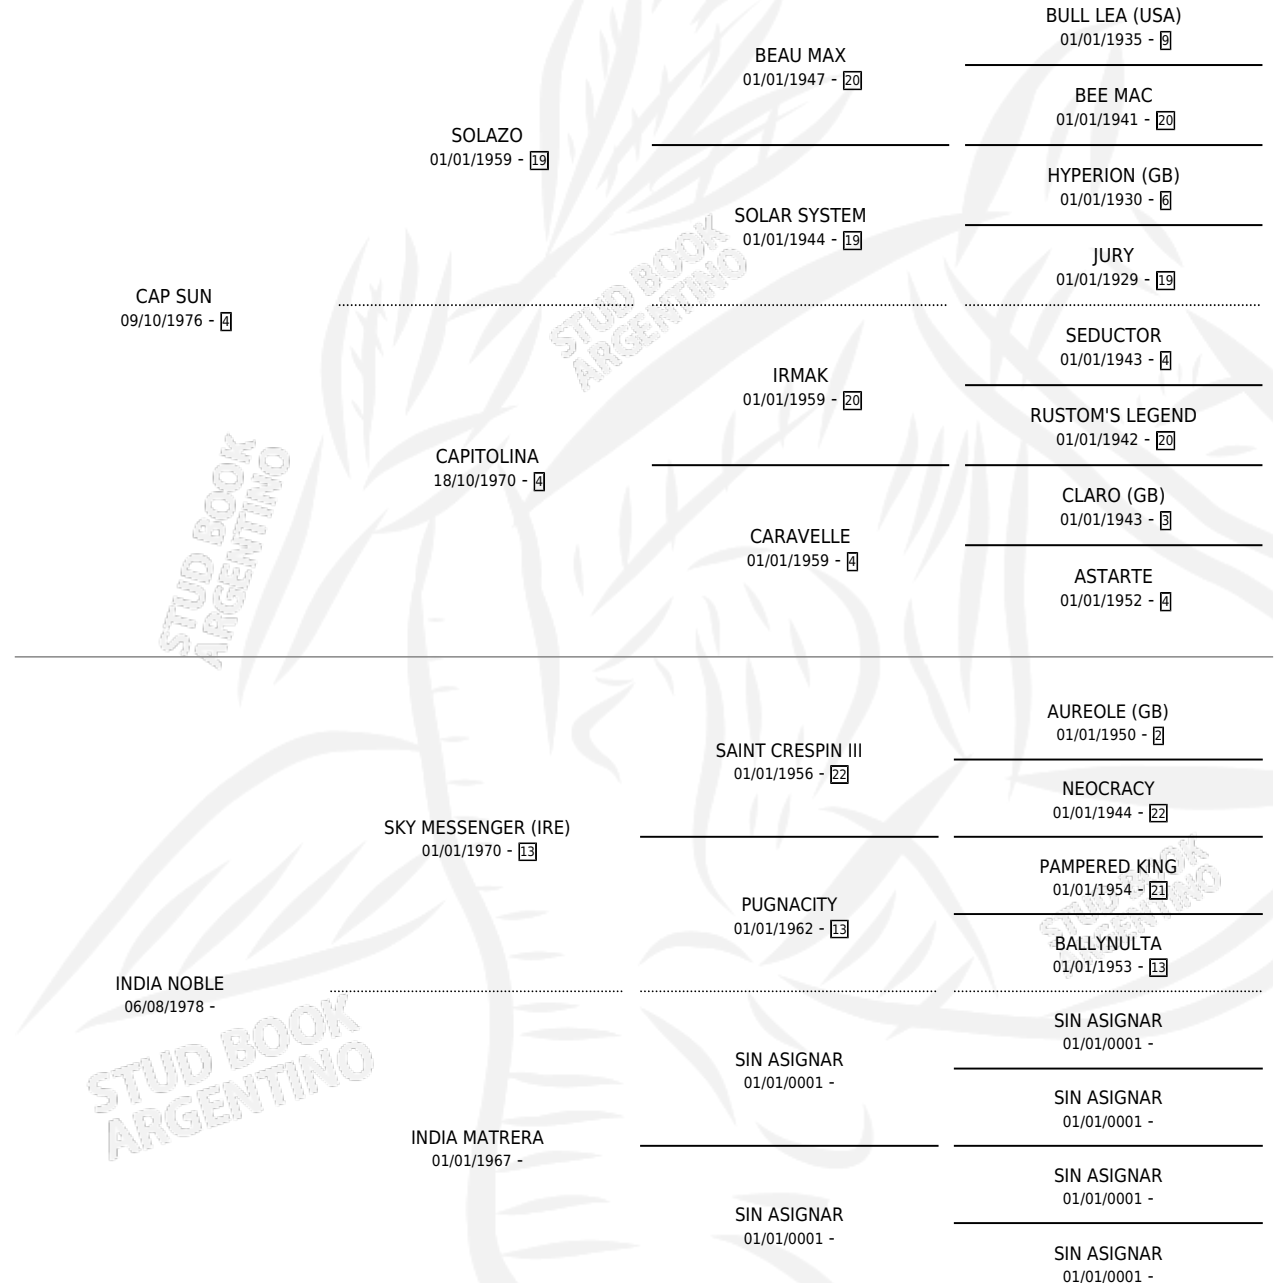 BULL LEA (USA)
01/01/1935 - 9
BEAU MAX
01/01/1947 - 20
BEE MAC
01/01/1941 - 20
SOLAZO
01/01/1959 - 19
HYPERION (GB)
01/01/1930 - 6
SOLAR SYSTEM
01/01/1944 - 19
JURY
01/01/1929 - 19
CAP SUN
09/10/1976 - 4
SEDUCTOR
01/01/1943 - 4
IRMAK
01/01/1959 - 20
RUSTOM'S LEGEND
01/01/1942 - 20
CAPITOLINA
18/10/1970 - 4
CLARO (GB)
01/01/1943 - 3
CARAVELLE
01/01/1959 - 4
ASTARTE
01/01/1952 - 4
AUREOLE (GB)
01/01/1950 - 2
SAINT CRESPIN III
01/01/1956 - 22
NEOCRACY
01/01/1944 - 22
SKY MESSENGER (IRE)
01/01/1970 - 13
PAMPERED KING
01/01/1954 - 21
PUGNACITY
01/01/1962 - 13
BALLYNULTA
01/01/1953 - 13
INDIA NOBLE
06/08/1978 -
SIN ASIGNAR
01/01/0001 -
SIN ASIGNAR
01/01/0001 -
SIN ASIGNAR
01/01/0001 -
INDIA MATRERA
01/01/1967 -
SIN ASIGNAR
01/01/0001 -
SIN ASIGNAR
01/01/0001 -
SIN ASIGNAR
01/01/0001 -
STUD BOOK
ARGENTINO
STUD BOOK
ARGENTINO
STUD BOOK
ARGENTINO
STUD BOOK
ARGENTINO